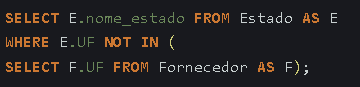 SELECT E.nome_estado FROM Estado AS E
WHERE E.UF NOT IN (
SELECT F.UF FROM Fornecedor AS F);